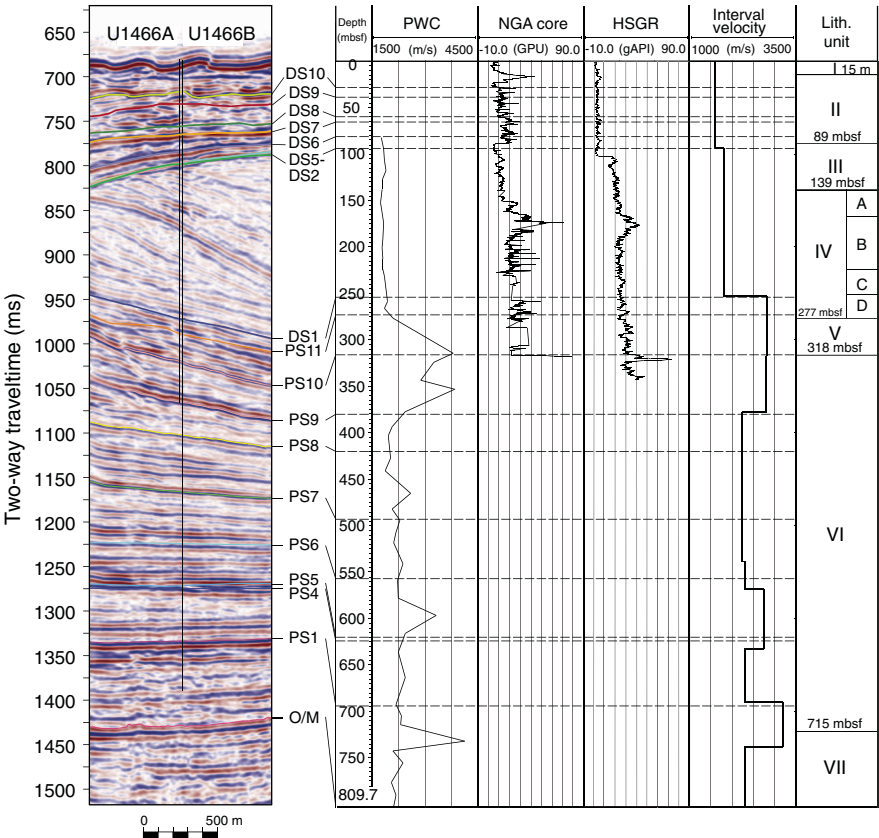 U1466A U1466B
Two-way traveltime (ms)
650
700
750
800
850
900
950
1000
1050
1100
1150
1200
1250
1300
1350
1400
1450
1500
0 500 m
DS10
DS9
DS8
DS7
DS6
DS5-
DS2
DS1
PS11
PS10
PS9
PS8
PS7
PS6
PS5
PS4
PS1
O/M
Depth
(mbsf)
0
50
100
150
200
250
300
350
400
450
500
550
600
650
700
750
809.7
PWC
1500 (m/s) 4500
NGA core
-10.0 (GPU) 90.0
HSGR
-10.0 (gAPI) 90.0
Interval
velocity
1000 (m/s) 3500
Lith.
unit
I 15 m
II
89 mbsf
III
139 mbsf
IV
A
B
C
D
277 mbsf
V
318 mbsf
VI
715 mbsf
VII